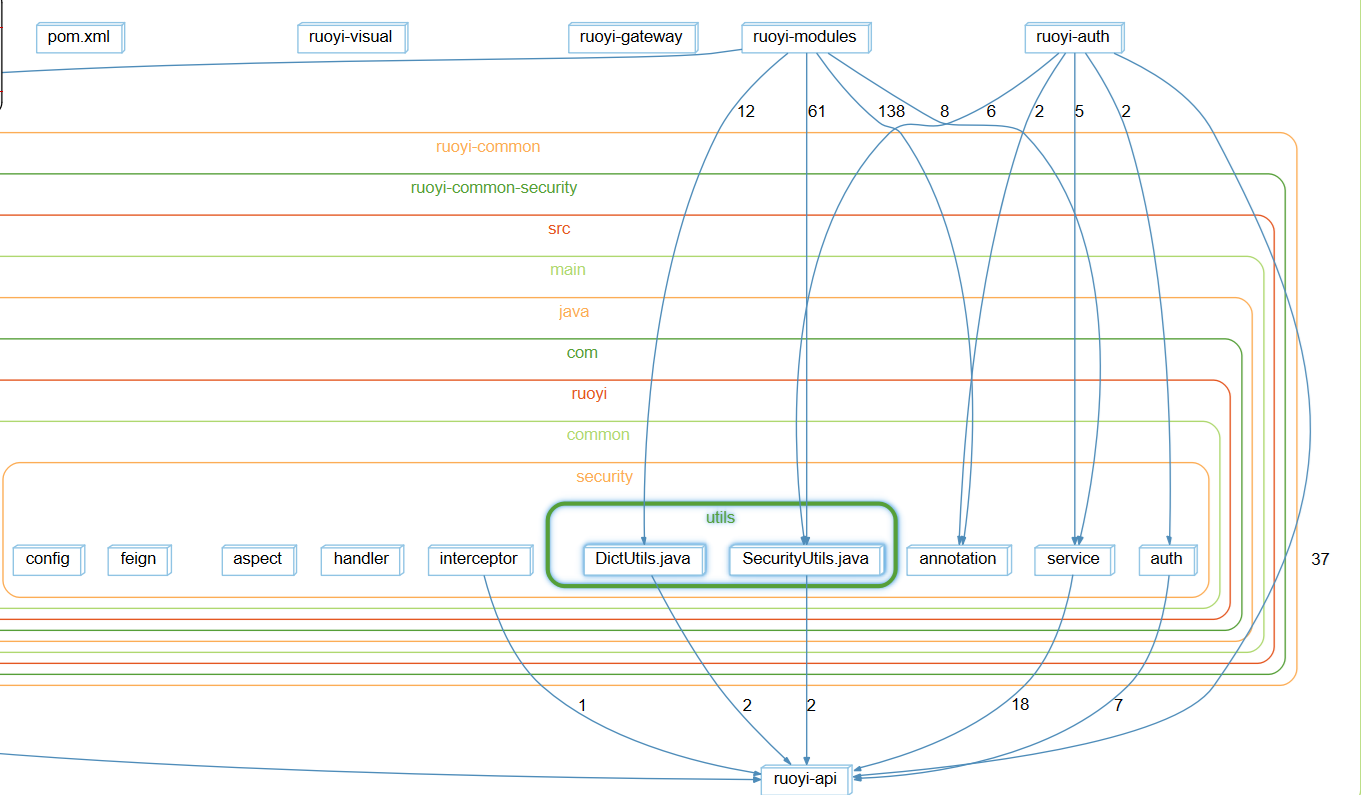 pom.xml
ruoyi-visual
ruoyi-gateway
ruoyi-modules
ruoyi-auth
12
61
138
8
6
2
5
2
ruoyi-common
ruoyi-common-security
src
main
java
com
ruoyi
common
security
utils
config
feign
aspect
handler
interceptor
DictUtils.java
SecurityUtils.java
annotation
service
auth
37
1
2
2
18
7
ruoyi-api